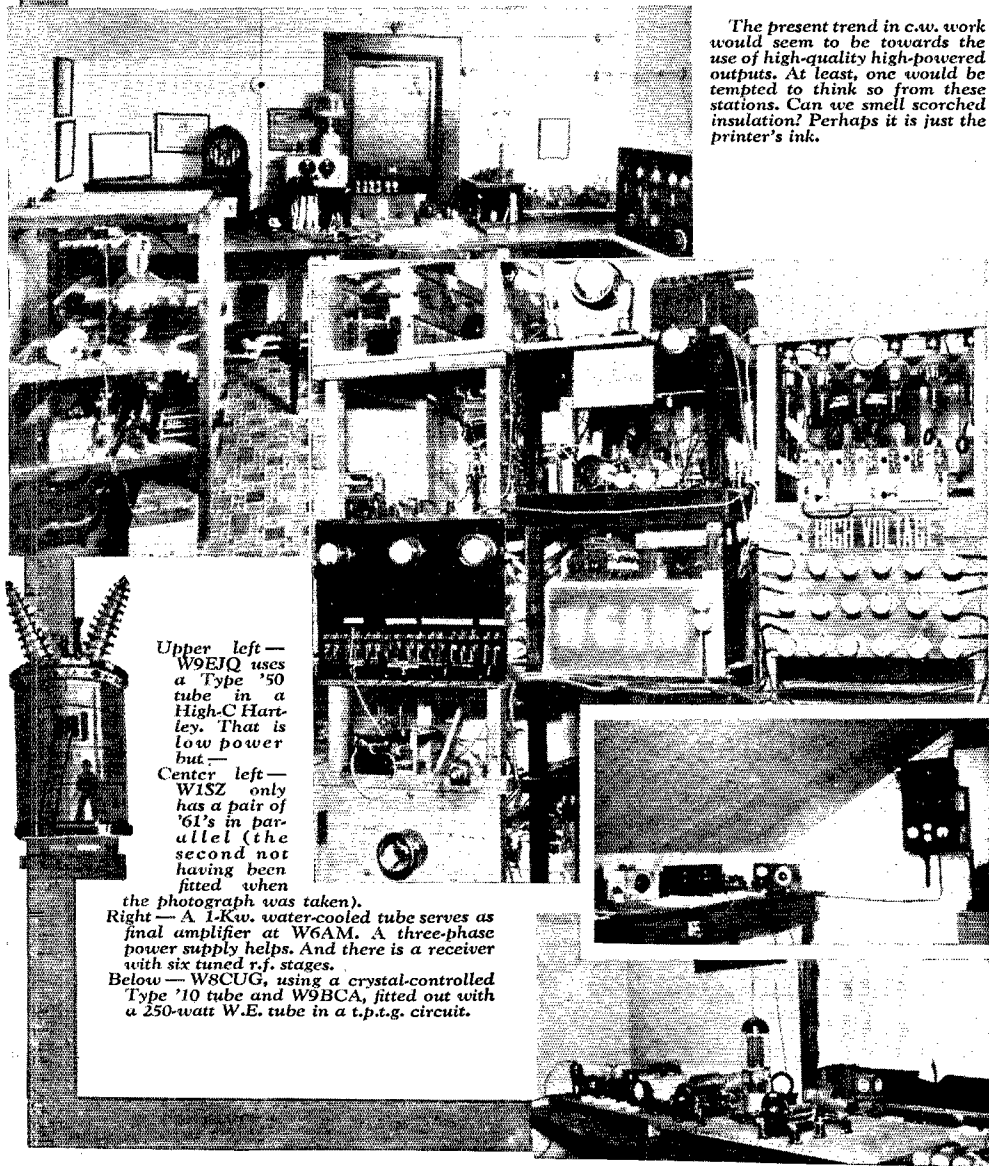 The present trend in c.w. work
would seem to be towards the
use of high-quality high-powered
outputs. At least, one would be
tempted to think so from these
stations. Can we smell scorched
insulation? Perhaps it is just the
printer's ink.
HIGH VOLTAGE
Upper left —
W9EJQ uses
a Type '50
tube in a
High-C Hart-
ley. That is
low power
but —
Center left —
W1SZ only
has a pair of
'61's in par-
allel (the
second not
having been
fitted when
the photograph was taken).
Right — A 1-Kw. water-cooled tube serves as
final amplifier at W6AM. A three-phase
power supply helps. And there is a receiver
with six tuned r.f. stages.
Below — W8CUG, using a crystal-controlled
Type '10 tube and W9BCA, fitted out with
a 250-watt W.E. tube in a t.p.t.g. circuit.